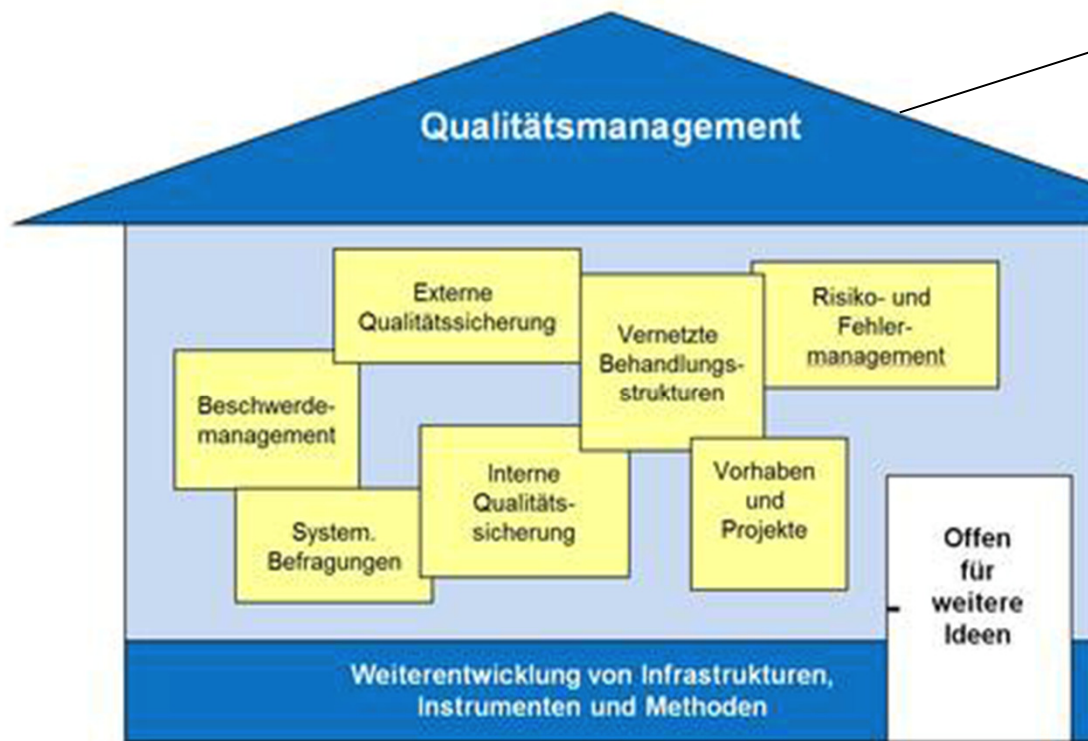 Qualitätsmanagement
Externe
Qualitätssicherung
Vernetzte
Behandlungs-
strukturen
Risiko- und
Fehler-
management
Beschwerde-
management
Interne
Qualitäts-
sicherung
Vorhaben
und
Projekte
System.
Befragungen
Offen
für
weitere
Ideen
Weiterentwicklung von Infrastrukturen,
Instrumenten und Methoden